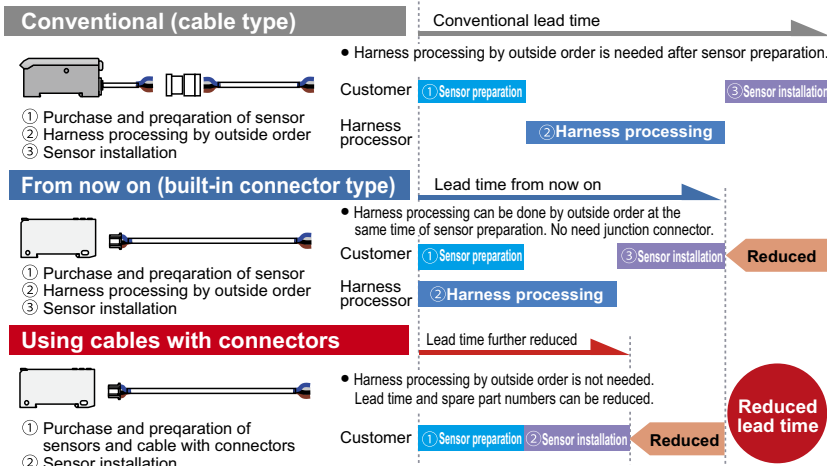 Conventional (cable type)
Conventional lead time
● Harness processing by outside order is needed after sensor preparation.
Customer
①Sensor preparation
③Sensor installation
Harness
processor
②Harness processing
① Purchase and preqaration of sensor
② Harness processing by outside order
③ Sensor installation
From now on (built-in connector type)
Lead time from now on
● Harness processing can be done by outside order at the
same time of sensor preparation. No need junction connector.
Customer
①Sensor preparation
③Sensor installation
Reduced
Harness
processor
②Harness processing
① Purchase and preqaration of sensor
② Harness processing by outside order
③ Sensor installation
Using cables with connectors
Lead time further reduced
● Harness processing by outside order is not needed.
Lead time and spare part numbers can be reduced.
Customer
①Sensor preparation
②Sensor installation
Reduced
Reduced
lead time
① Purchase and preqaration of
sensors and cable with connectors
② Sensor installation